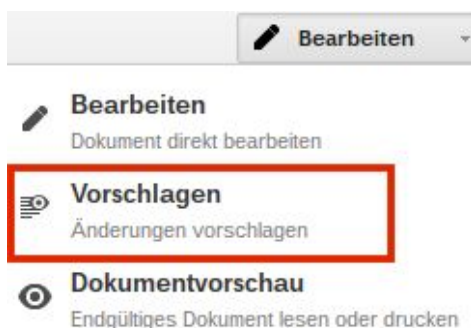 Bearbeiten
Bearbeiten
Dokument direkt bearbeiten
Vorschlagen
Änderungen vorschlagen
Dokumentvorschau
Endgültiges Dokument lesen oder drucken